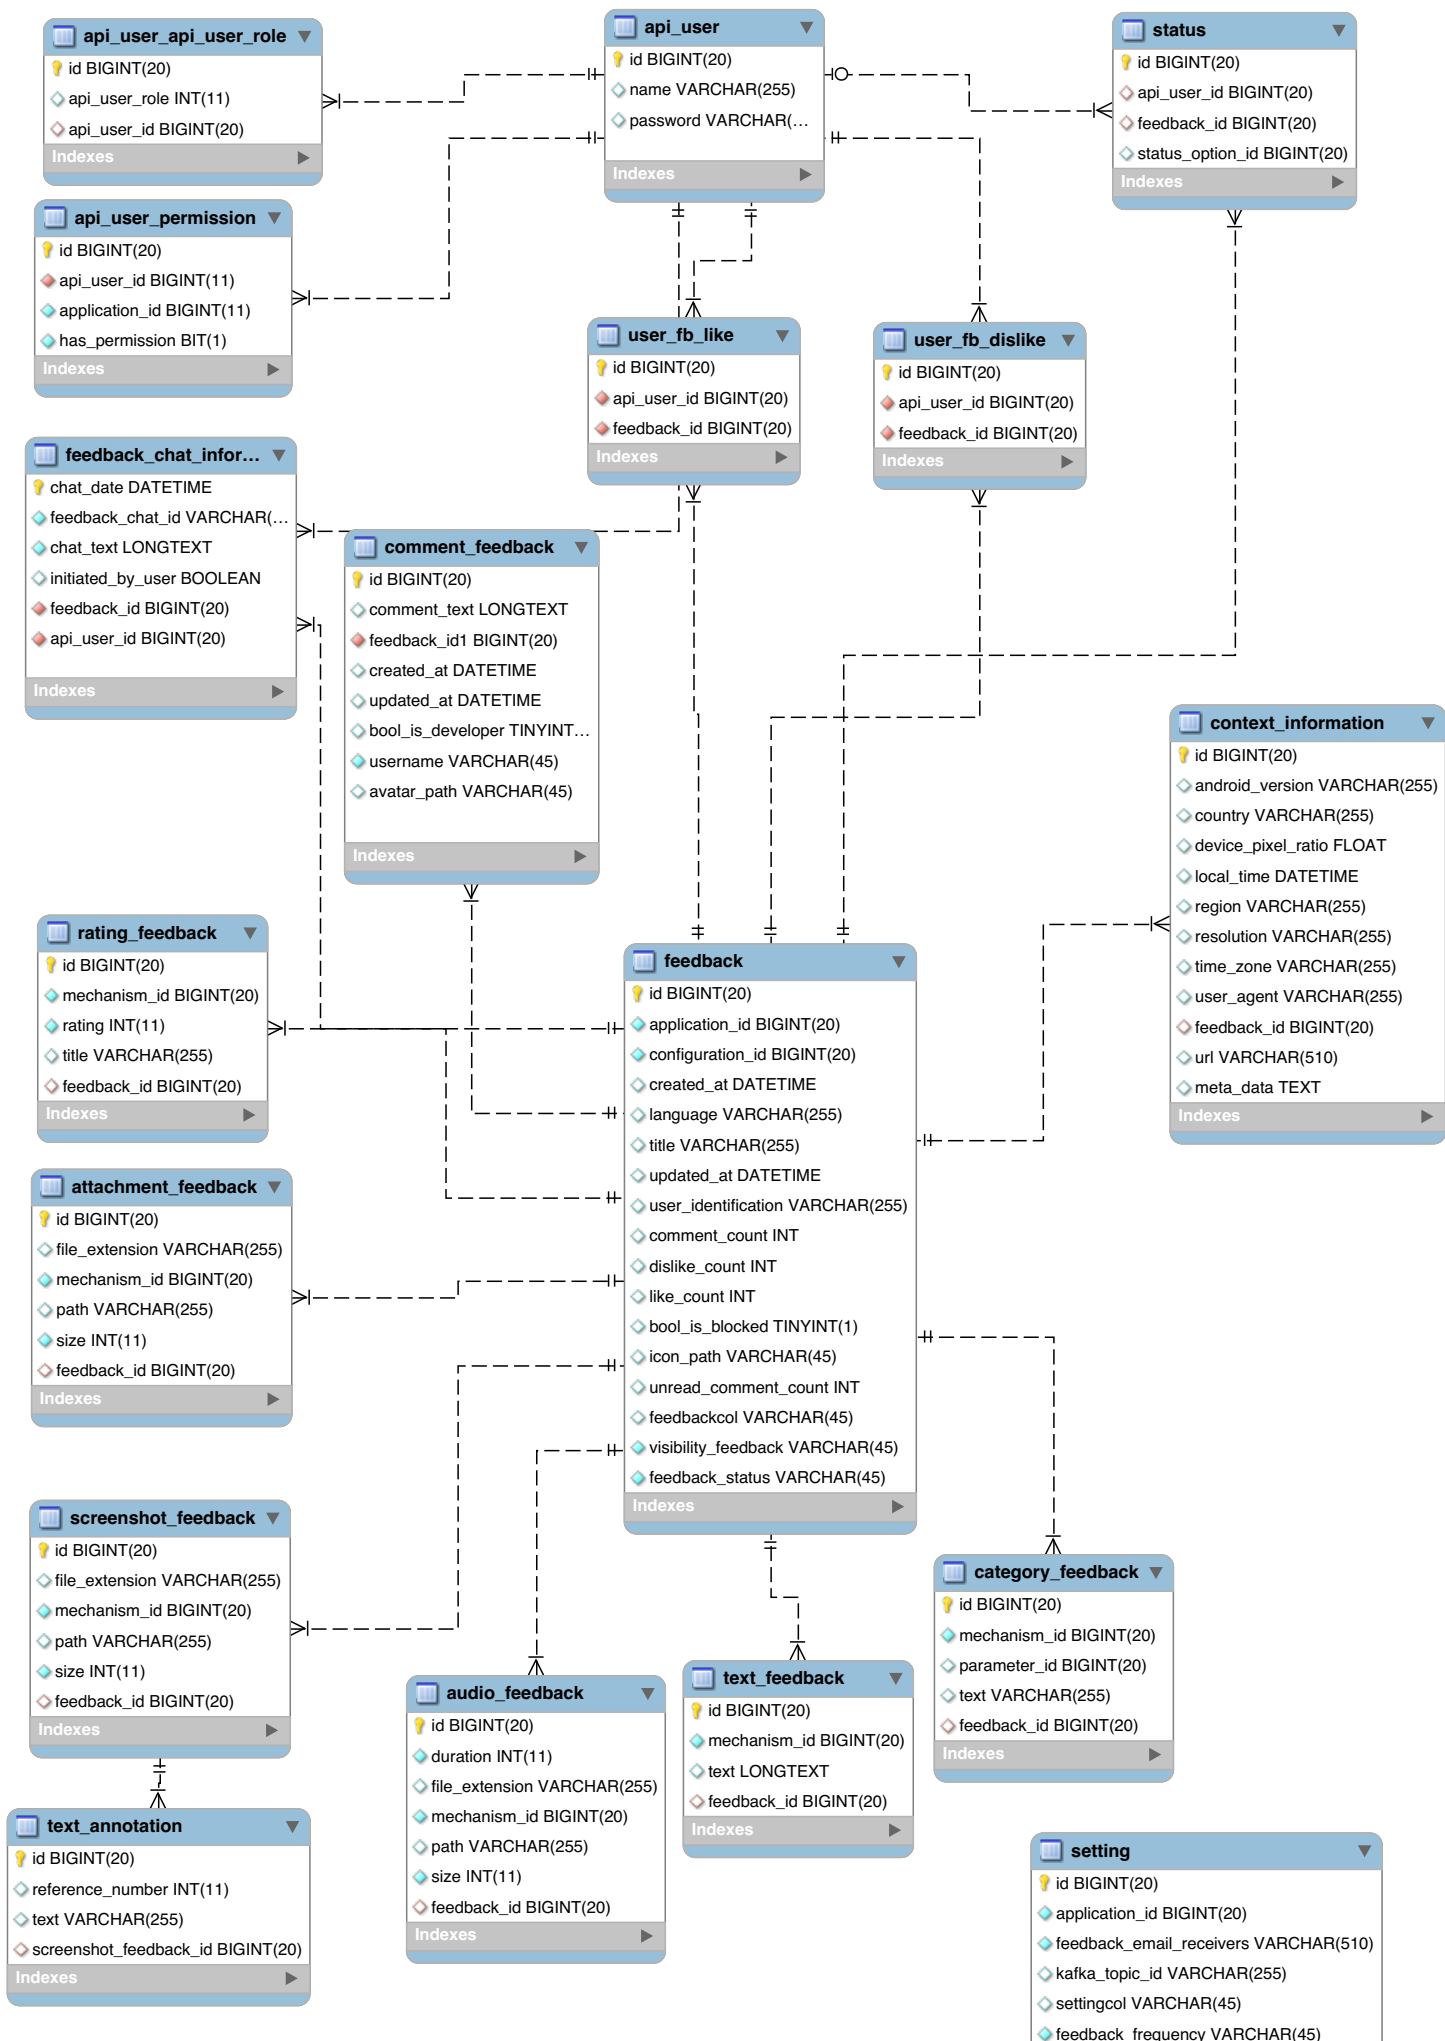 api_user_api_user_role
id BIGINT(20)
api_user_role INT(11)
api_user_id BIGINT(20)
Indexes
api_user
id BIGINT(20)
name VARCHAR(255)
password VARCHAR(...
Indexes
status
id BIGINT(20)
api_user_id BIGINT(20)
feedback_id BIGINT(20)
status_option_id BIGINT(20)
Indexes
api_user_permission
id BIGINT(20)
api_user_id BIGINT(11)
application_id BIGINT(11)
has_permission BIT(1)
Indexes
user_fb_like
id BIGINT(20)
api_user_id BIGINT(20)
feedback_id BIGINT(20)
Indexes
user_fb_dislike
id BIGINT(20)
api_user_id BIGINT(20)
feedback_id BIGINT(20)
Indexes
feedback_chat_infor...
chat_date DATETIME
feedback_chat_id VARCHAR(...
chat_text LONGTEXT
initiated_by_user BOOLEAN
feedback_id BIGINT(20)
api_user_id BIGINT(20)
Indexes
comment_feedback
id BIGINT(20)
comment_text LONGTEXT
feedback_id1 BIGINT(20)
created_at DATETIME
updated_at DATETIME
bool_is_developer TINYINT...
username VARCHAR(45)
avatar_path VARCHAR(45)
Indexes
context_information
id BIGINT(20)
android_version VARCHAR(255)
country VARCHAR(255)
device_pixel_ratio FLOAT
local_time DATETIME
region VARCHAR(255)
resolution VARCHAR(255)
time_zone VARCHAR(255)
user_agent VARCHAR(255)
feedback_id BIGINT(20)
url VARCHAR(510)
meta_data TEXT
Indexes
rating_feedback
id BIGINT(20)
mechanism_id BIGINT(20)
rating INT(11)
title VARCHAR(255)
feedback_id BIGINT(20)
Indexes
feedback
id BIGINT(20)
application_id BIGINT(20)
configuration_id BIGINT(20)
created_at DATETIME
language VARCHAR(255)
title VARCHAR(255)
updated_at DATETIME
user_identification VARCHAR(255)
comment_count INT
dislike_count INT
like_count INT
bool_is_blocked TINYINT(1)
icon_path VARCHAR(45)
unread_comment_count INT
feedbackcol VARCHAR(45)
visibility_feedback VARCHAR(45)
feedback_status VARCHAR(45)
Indexes
attachment_feedback
id BIGINT(20)
file_extension VARCHAR(255)
mechanism_id BIGINT(20)
path VARCHAR(255)
size INT(11)
feedback_id BIGINT(20)
Indexes
screenshot_feedback
id BIGINT(20)
file_extension VARCHAR(255)
mechanism_id BIGINT(20)
path VARCHAR(255)
size INT(11)
feedback_id BIGINT(20)
Indexes
category_feedback
id BIGINT(20)
mechanism_id BIGINT(20)
parameter_id BIGINT(20)
text VARCHAR(255)
feedback_id BIGINT(20)
Indexes
text_feedback
id BIGINT(20)
mechanism_id BIGINT(20)
text LONGTEXT
feedback_id BIGINT(20)
Indexes
audio_feedback
id BIGINT(20)
duration INT(11)
file_extension VARCHAR(255)
mechanism_id BIGINT(20)
path VARCHAR(255)
size INT(11)
feedback_id BIGINT(20)
Indexes
text_annotation
id BIGINT(20)
reference_number INT(11)
text VARCHAR(255)
screenshot_feedback_id BIGINT(20)
Indexes
setting
id BIGINT(20)
application_id BIGINT(20)
feedback_email_receivers VARCHAR(510)
kafka_topic_id VARCHAR(255)
settingcol VARCHAR(45)
feedback_frequency VARCHAR(45)